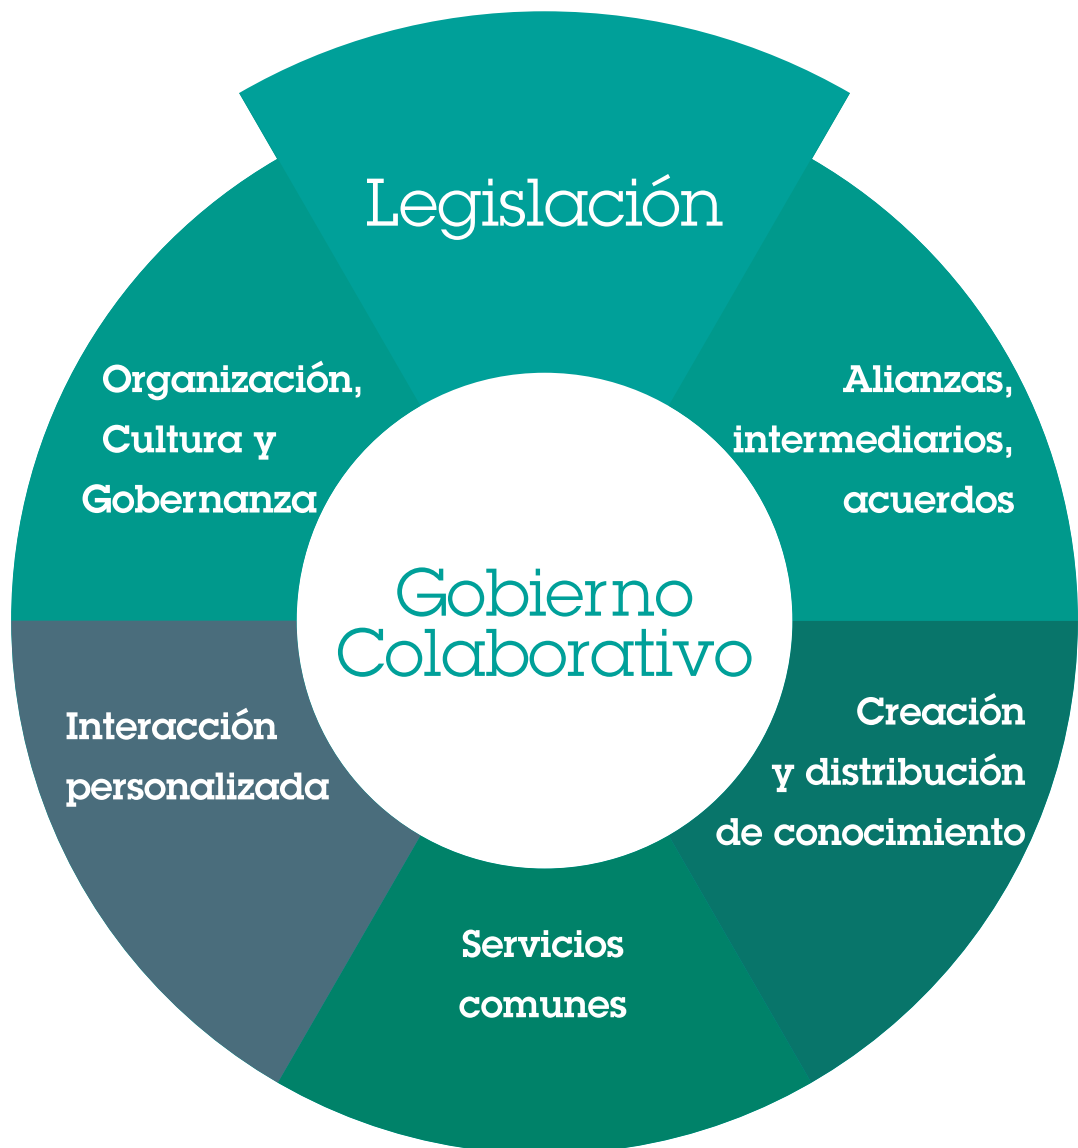 Legislación
Organización,
Cultura y
Gobernanza
Alianzas,
intermediarios,
acuerdos
Gobierno
Colaborativo
Interacción
personalizada
Creación
y distribución
de conocimiento
Servicios
comunes